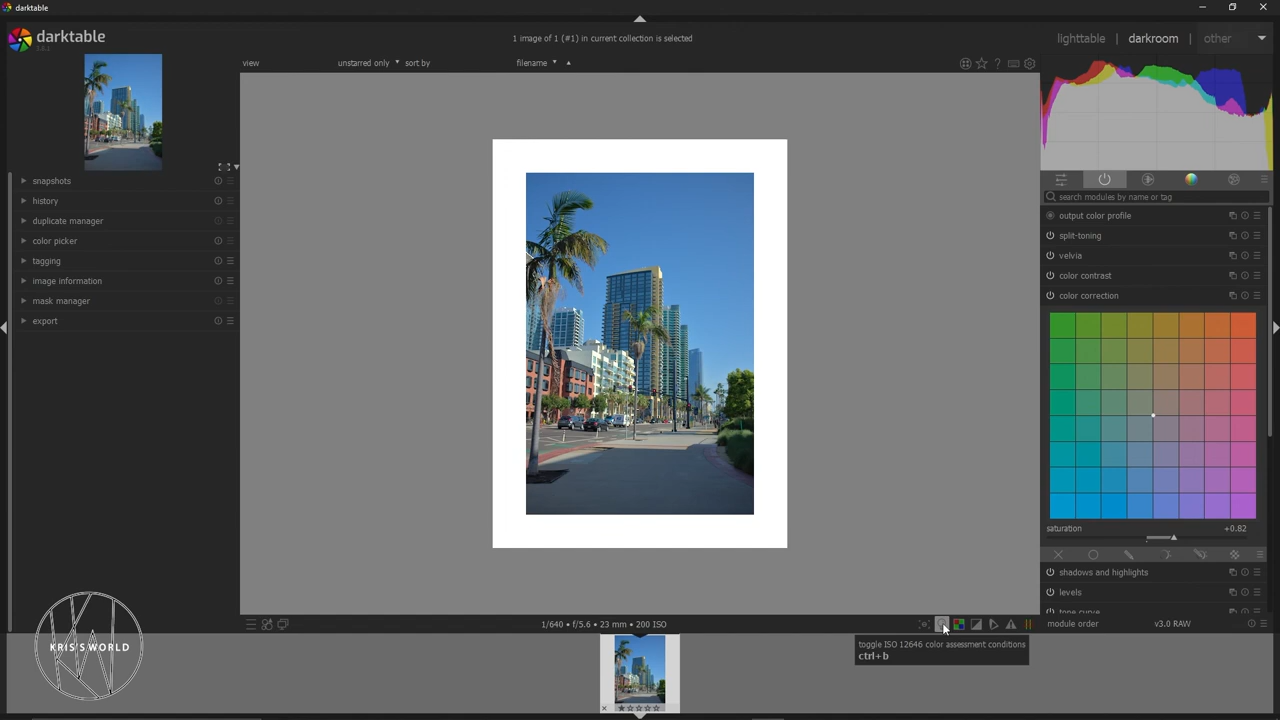 darktable
darktable
1 image of 1 (#1) in current collection is selected
lighttable | darkroom | other
view unstarred only sort by filename
snapshots
history
duplicate manager
color picker
tagging
image information
mask manager
export
search modules by name or tag
output color profile
split-toning
velvia
color contrast
color correction
saturation +0.82
shadows and highlights
levels
tone curve
module order v3.0 RAW
1/640 • f/5.6 • 23 mm • 200 ISO
toggle ISO 12646 color assessment conditions
ctrl+b
KRIS'S WORLD